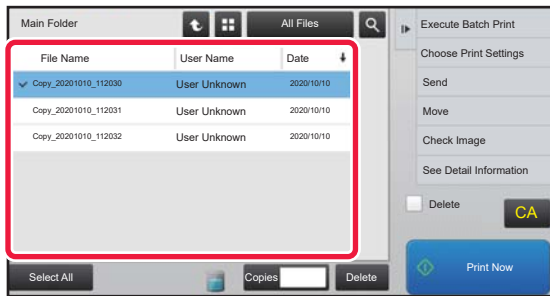 Main Folder
All Files
File Name User Name Date
Copy_20201010_112030 User Unknown 2020/10/10
Copy_20201010_112031 User Unknown 2020/10/10
Copy_20201010_112032 User Unknown 2020/10/10
Select All
Copies
Delete
Execute Batch Print
Choose Print Settings
Send
Move
Check Image
See Detail Information
Delete
CA
Print Now